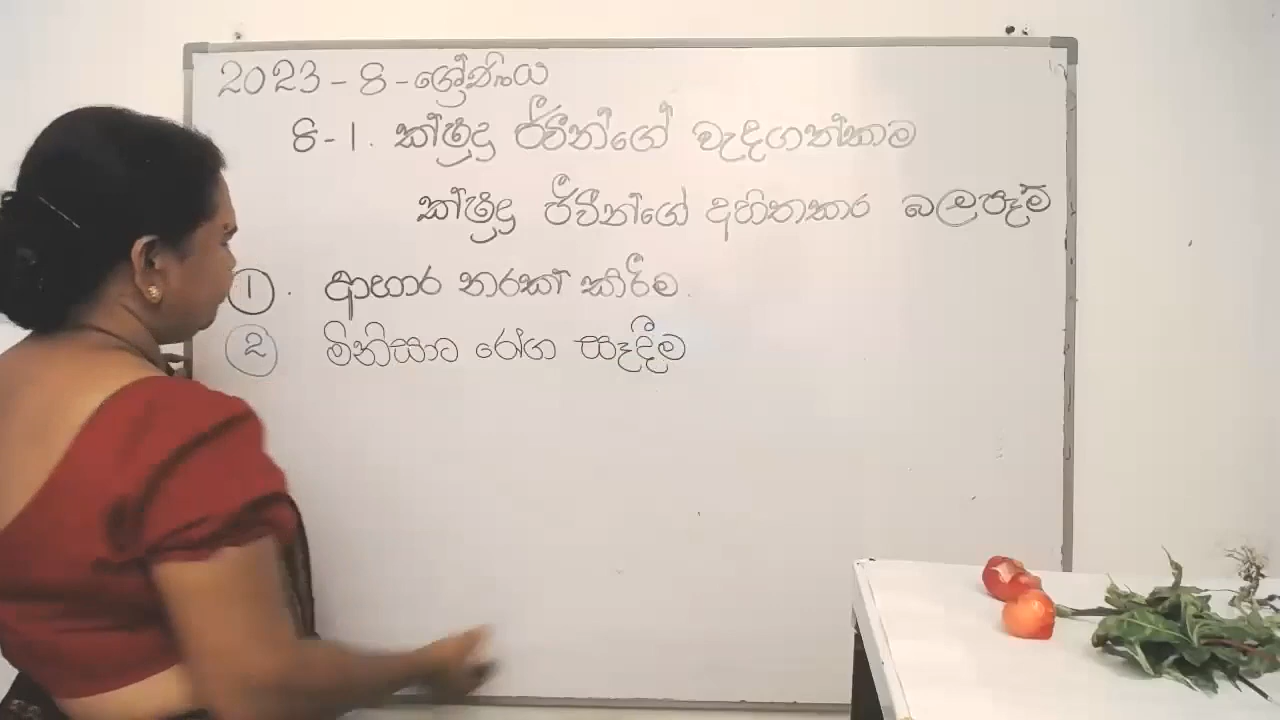 2023 - 8 - ශ්‍රේණිය
8-1. ක්ෂුද්‍ර ජීවීන්ගේ වැදගත්කම
ක්ෂුද්‍ර ජීවීන්ගේ අහිතකර බලපෑම්
1. ආහාර නරක් කිරීම.
2 මිනිසාට රෝග සෑදීම